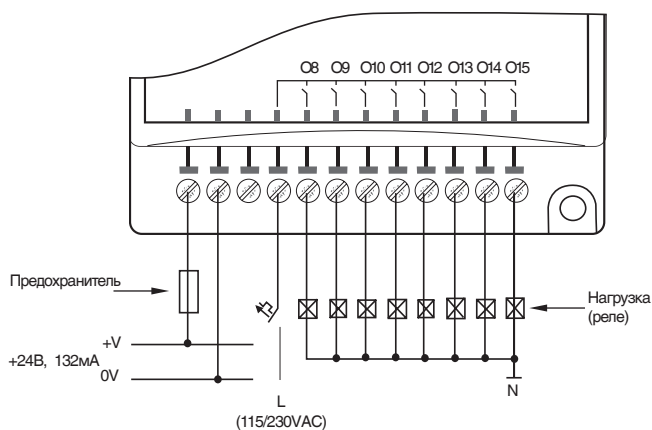 O8 O9 O10 O11 O12 O13 O14 O15
Предохранитель
Нагрузка
(реле)
+V
+24В, 132мА
0V
L
(115/230VAC)
N